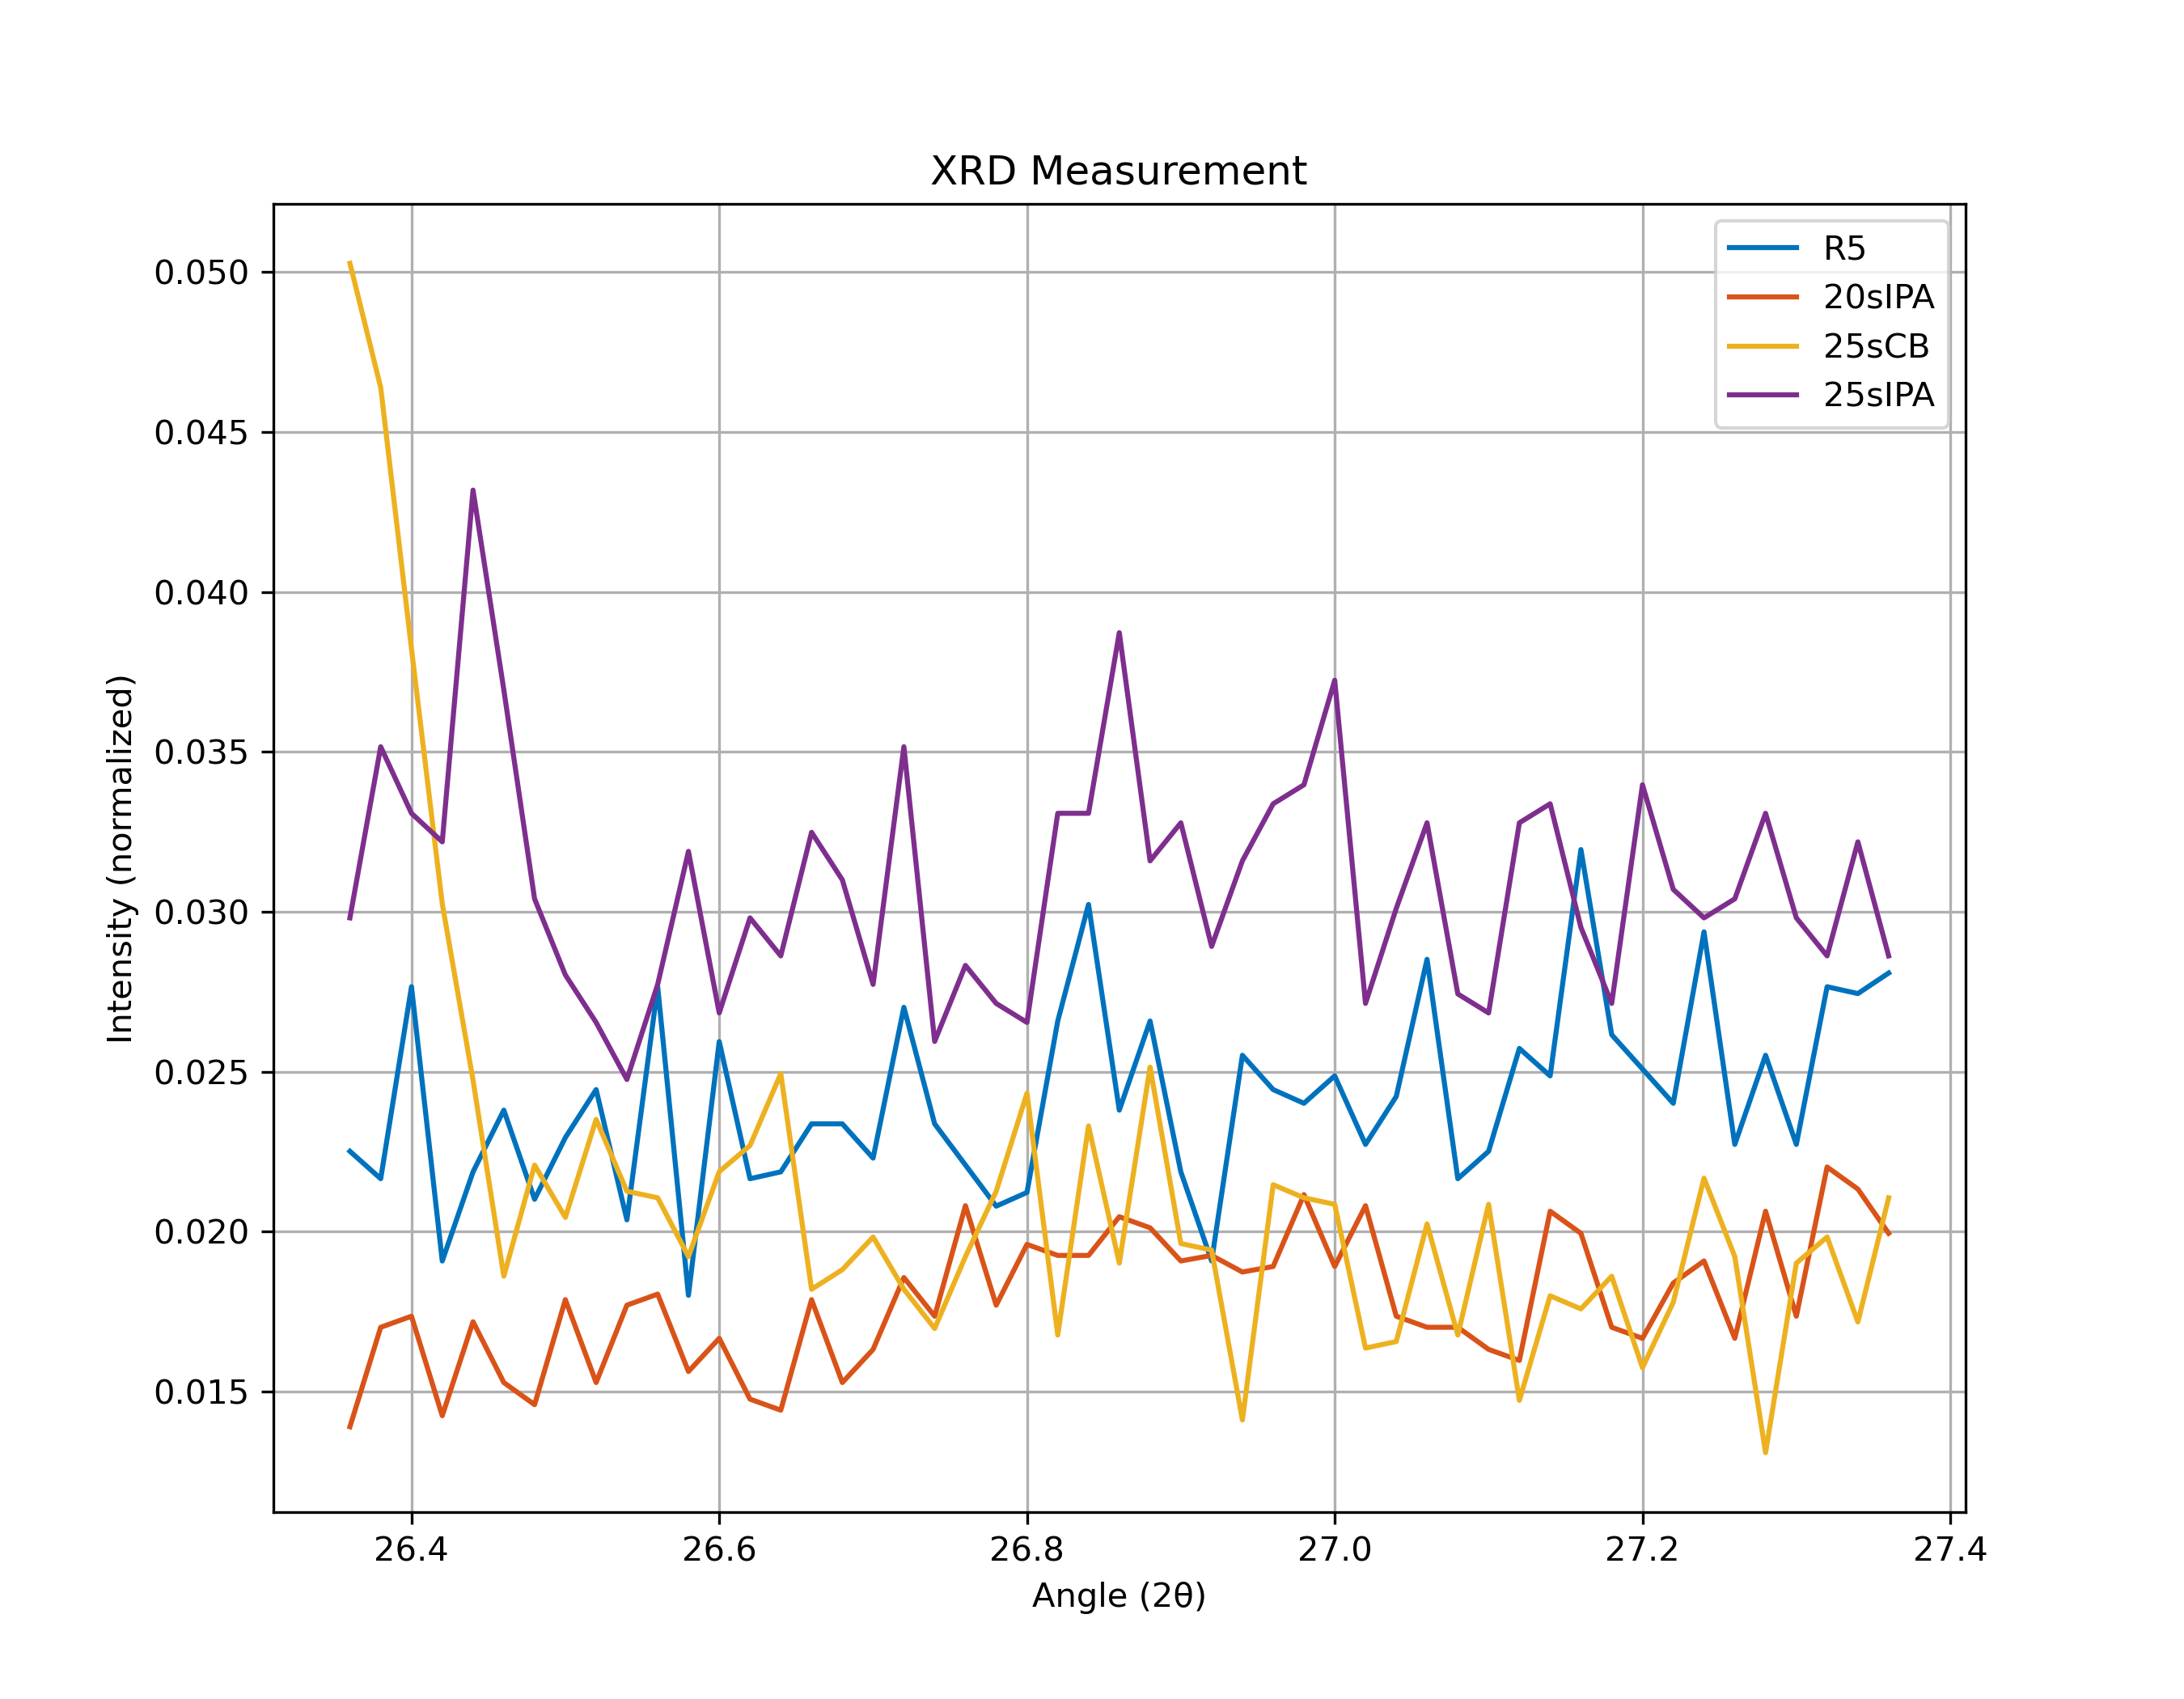 XRD Measurement
R5
20sIPA
25sCB
25sIPA
0.050
0.045
0.040
0.035
0.030
0.025
0.020
0.015
Intensity (normalized)
26.4 26.6 26.8 27.0 27.2 27.4
Angle (2θ)